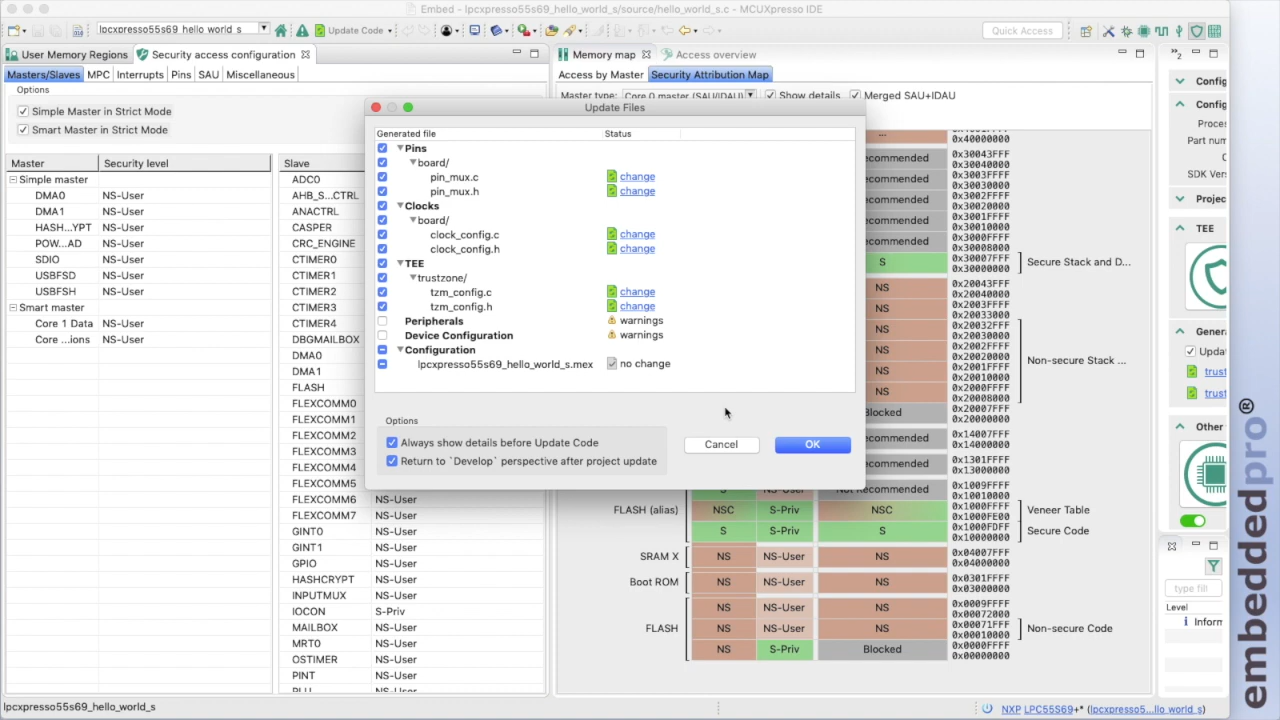 Embed - lpcxpresso55s69_hello_world_s/source/hello_world_s.c - MCUXpresso IDE
lpcxpresso55s69 hello world s
Update Code
Quick Access
User Memory Regions
Security access configuration
Memory map
Access overview
Masters/Slaves
MPC
Interrupts
Pins
SAU
Miscellaneous
Access by Master
Security Attribution Map
Options
Master type:
Core 0 master (SAU/IDAU)
Show details
Merged SAU+IDAU
Simple Master in Strict Mode
Smart Master in Strict Mode
Master
Security level
Slave
Simple master
DMA0 NS-User
DMA1 NS-User
HASH...YPT NS-User
POW...AD NS-User
SDIO NS-User
USBFSD NS-User
USBFSH NS-User
Smart master
Core 1 Data NS-User
Core ...ions NS-User
ADC0
AHB_S...CTRL
ANACTRL
CASPER
CRC_ENGINE
CTIMER0
CTIMER1
CTIMER2
CTIMER3
CTIMER4
DBGMAILBOX
DMA0
DMA1
FLASH
FLEXCOMM0
FLEXCOMM1
FLEXCOMM2
FLEXCOMM3
FLEXCOMM4
FLEXCOMM5
FLEXCOMM6 NS-User
FLEXCOMM7 NS-User
GINT0 NS-User
GINT1 NS-User
GPIO NS-User
HASHCRYPT NS-User
INPUTMUX NS-User
IOCON S-Priv
MAILBOX NS-User
MRT0 NS-User
OSTIMER NS-User
PINT NS-User
Update Files
Generated file
Status
Pins
board/
pin_mux.c change
pin_mux.h change
Clocks
board/
clock_config.c change
clock_config.h change
TEE
trustzone/
tzm_config.c change
tzm_config.h change
Peripherals warnings
Device Configuration warnings
Configuration
lpcxpresso55s69_hello_world_s.mex no change
Options
Always show details before Update Code
Return to `Develop` perspective after project update
Cancel
OK
...
0x40000000
ecommended
0x30043FFF
0x30040000
ecommended
0x3003FFFF
0x30030000
ecommended
0x3002FFFF
0x30020000
ecommended
0x3001FFFF
0x30010000
ecommended
0x3000FFFF
0x30008000
S
0x30007FFF
0x30000000
Secure Stack and D...
NS
0x20043FFF
0x20040000
NS
0x2003FFFF
0x20033000
NS
0x20032FFF
0x20030000
NS
0x2002FFFF
0x20020000
Non-secure Stack ...
NS
0x2001FFFF
0x20010000
NS
0x2000FFFF
0x20008000
Blocked
0x20007FFF
0x20000000
ecommended
0x14007FFF
0x14000000
ecommended
0x1301FFFF
0x13000000
S NS-User Not Recommended
0x1009FFFF
0x10010000
FLASH (alias)
NSC S-Priv NSC
0x1000FFFF
0x1000FE00
Veneer Table
S S-Priv S
0x1000FDFF
0x10000000
Secure Code
SRAM X
NS NS-User NS
0x04007FFF
0x04000000
Boot ROM
NS NS-User NS
0x0301FFFF
0x03000000
NS NS-User NS
0x0009FFFF
0x00072000
FLASH
NS NS-User NS
0x00071FFF
0x00010000
Non-secure Code
NS S-Priv Blocked
0x0000FFFF
0x00000000
Config
Config
Proces
Part num
SDK Ver
Projec
TEE
Genera
Upda
trust
trust
Other
type fill
Level
Inform
embeddedpro®
lpcxpresso55s69_hello_world_s
NXP LPC55S69+* (lpcxpresso5...llo_world_s)